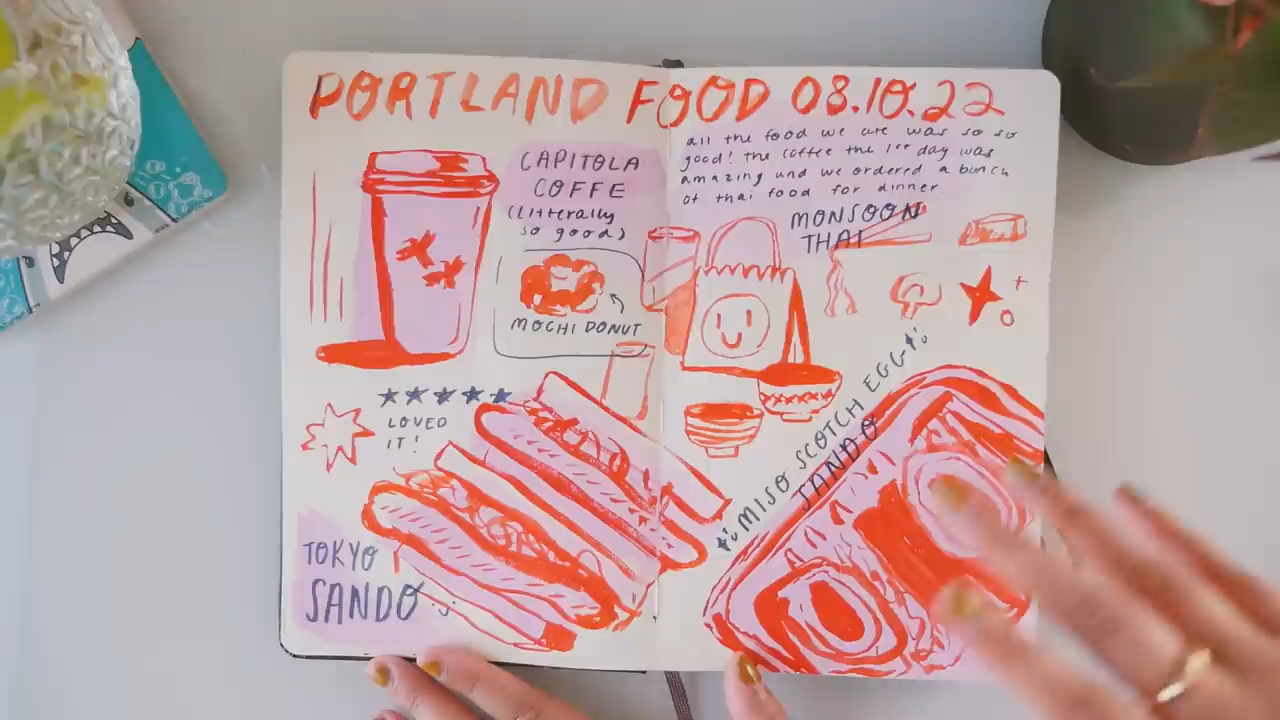 PORTLAND FOOD 08.10.22
all the food we ate was so so
good! the coffee the 1st day was
amazing and we ordered a bunch
of thai food for dinner.
CAPITOLA
COFFE
(litterally
so good)
MOCHI DONUT
MONSOON
THAI
LOVED
IT!
MISO SCOTCH EGG
SANDO
TOKYO
SANDO